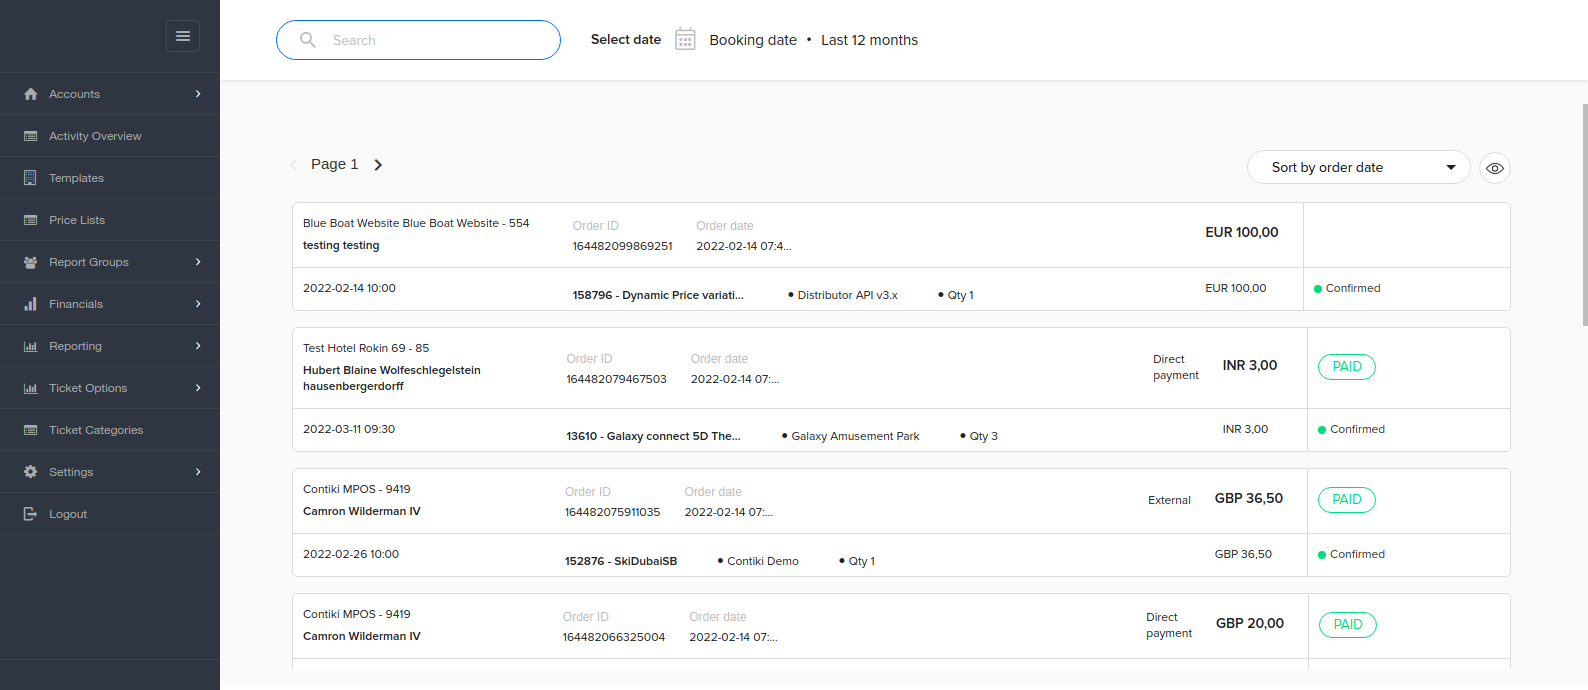 Search
Select date
Booking date • Last 12 months
Accounts
Activity Overview
Templates
Price Lists
Report Groups
Financials
Reporting
Ticket Options
Ticket Categories
Settings
Logout
Page 1
Sort by order date
Blue Boat Website Blue Boat Website - 554
testing testing
Order ID
164482099869251
Order date
2022-02-14 07:4...
EUR 100,00
2022-02-14 10:00
158796 - Dynamic Price variati...
• Distributor API v3.x
• Qty 1
EUR 100,00
Confirmed
Test Hotel Rokin 69 - 85
Hubert Blaine Wolfeschlegelstein
hausenbergerdorff
Order ID
164482079467503
Order date
2022-02-14 07:...
Direct
payment
INR 3,00
PAID
2022-03-11 09:30
13610 - Galaxy connect 5D The...
• Galaxy Amusement Park
• Qty 3
INR 3,00
Confirmed
Contiki MPOS - 9419
Camron Wilderman IV
Order ID
164482075911035
Order date
2022-02-14 07:...
External
GBP 36,50
PAID
2022-02-26 10:00
152876 - SkiDubaiSB
• Contiki Demo
• Qty 1
GBP 36,50
Confirmed
Contiki MPOS - 9419
Camron Wilderman IV
Order ID
164482066325004
Order date
2022-02-14 07:...
Direct
payment
GBP 20,00
PAID